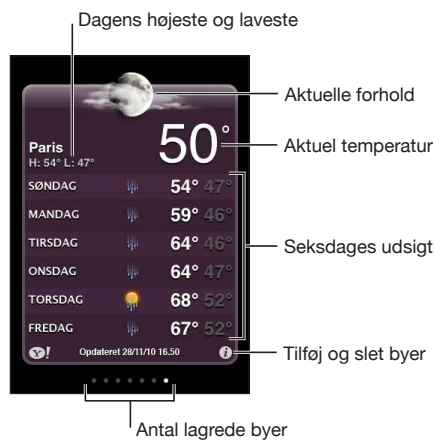 Dagens højeste og laveste
Aktuelle forhold
Paris
H: 54° L: 47°
50°
Aktuel temperatur
SØNDAG 54° 47°
MANDAG 59° 46°
TIRSDAG 64° 46°
ONSDAG 64° 47°
TORSDAG 68° 52°
FREDAG 67° 52°
Seksdages udsigt
Y! Opdateret 28/11/10 16.50 i
Tilføj og slet byer
Antal lagrede byer